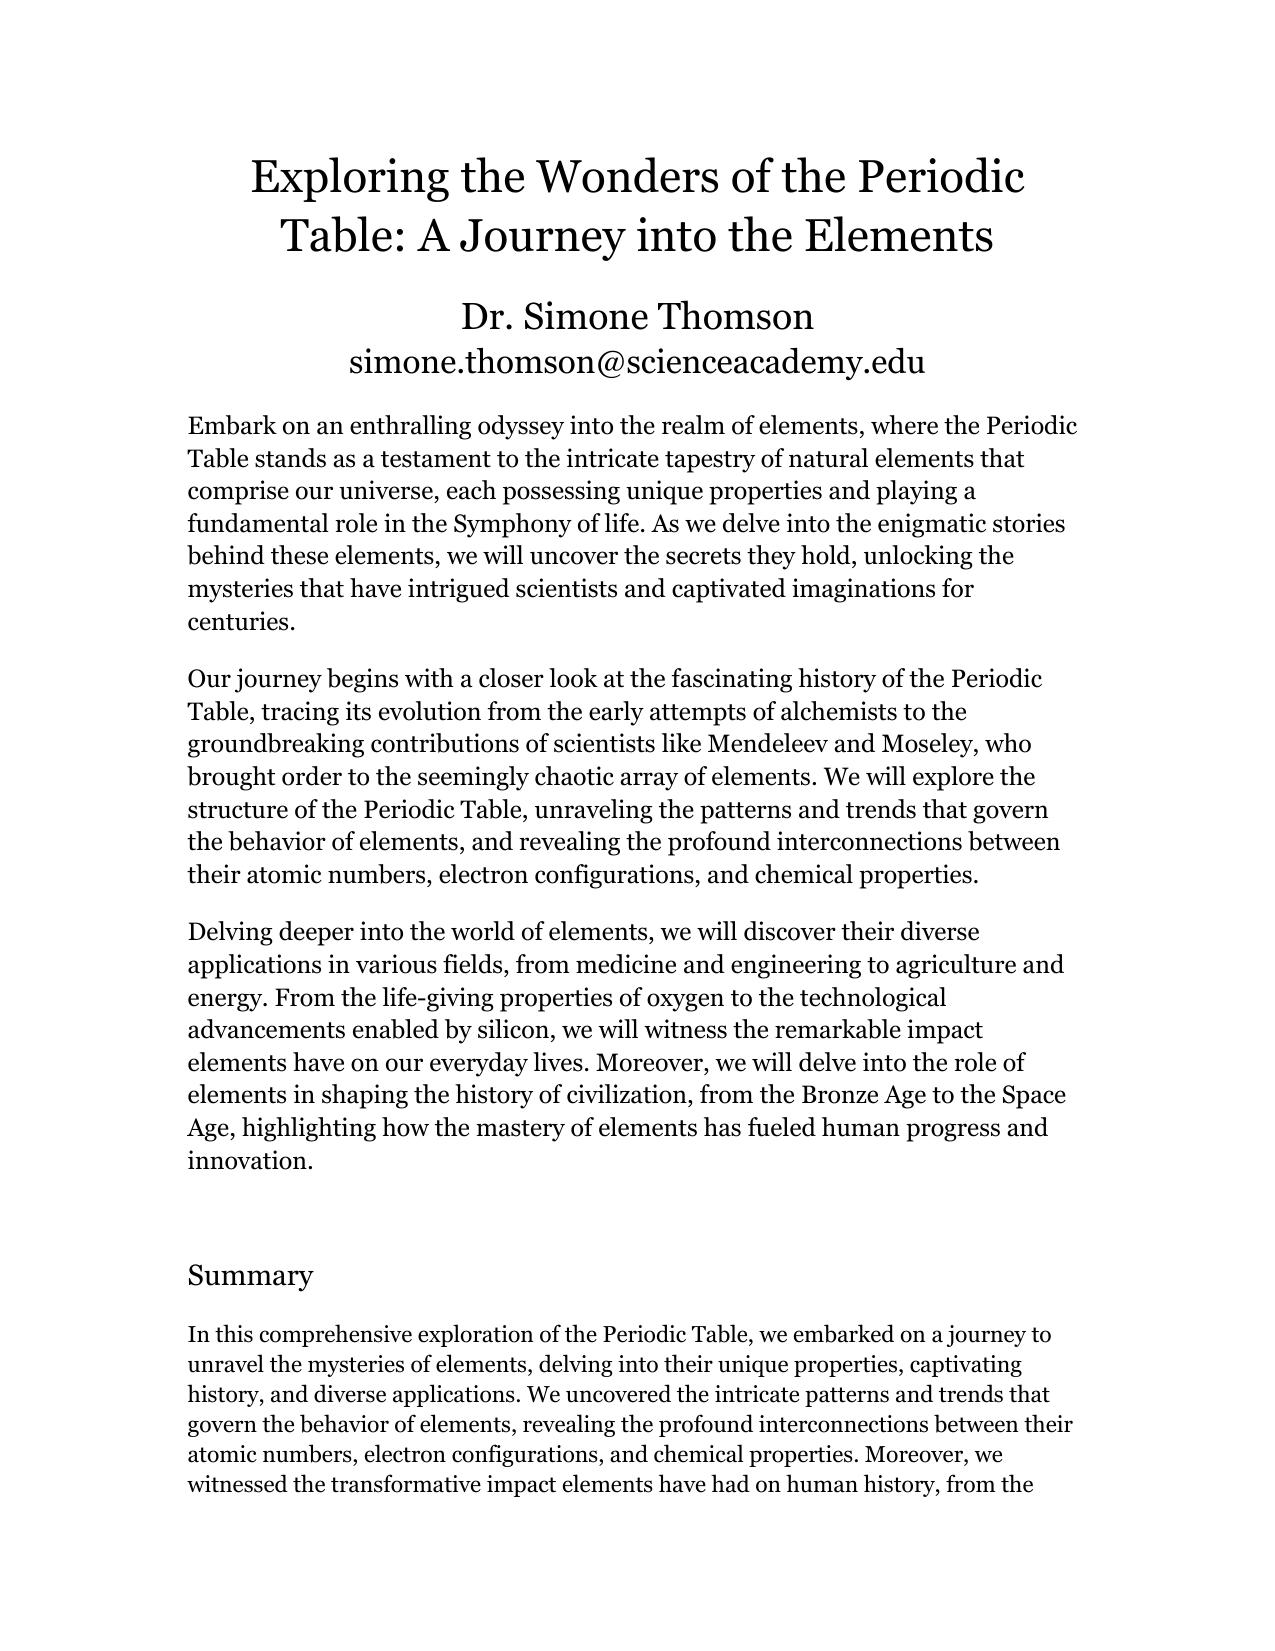 Exploring the Wonders of the Periodic
Table: A Journey into the Elements
Dr. Simone Thomson
simone.thomson@scienceacademy.edu
Embark on an enthralling odyssey into the realm of elements, where the Periodic
Table stands as a testament to the intricate tapestry of natural elements that
comprise our universe, each possessing unique properties and playing a
fundamental role in the Symphony of life. As we delve into the enigmatic stories
behind these elements, we will uncover the secrets they hold, unlocking the
mysteries that have intrigued scientists and captivated imaginations for
centuries.
Our journey begins with a closer look at the fascinating history of the Periodic
Table, tracing its evolution from the early attempts of alchemists to the
groundbreaking contributions of scientists like Mendeleev and Moseley, who
brought order to the seemingly chaotic array of elements. We will explore the
structure of the Periodic Table, unraveling the patterns and trends that govern
the behavior of elements, and revealing the profound interconnections between
their atomic numbers, electron configurations, and chemical properties.
Delving deeper into the world of elements, we will discover their diverse
applications in various fields, from medicine and engineering to agriculture and
energy. From the life-giving properties of oxygen to the technological
advancements enabled by silicon, we will witness the remarkable impact
elements have on our everyday lives. Moreover, we will delve into the role of
elements in shaping the history of civilization, from the Bronze Age to the Space
Age, highlighting how the mastery of elements has fueled human progress and
innovation.
Summary
In this comprehensive exploration of the Periodic Table, we embarked on a journey to
unravel the mysteries of elements, delving into their unique properties, captivating
history, and diverse applications. We uncovered the intricate patterns and trends that
govern the behavior of elements, revealing the profound interconnections between their
atomic numbers, electron configurations, and chemical properties. Moreover, we
witnessed the transformative impact elements have had on human history, from the